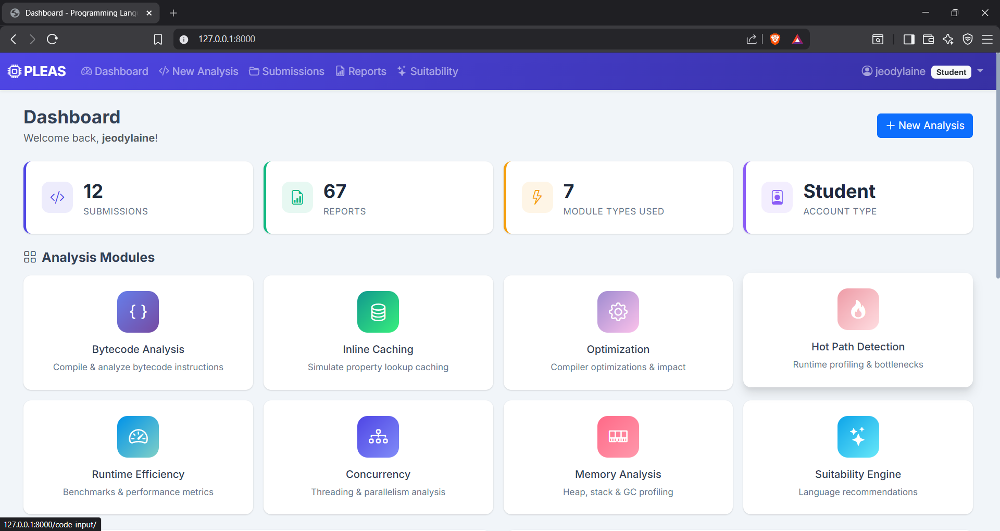 Dashboard - Programming Lang
127.0.0.1:8000
PLEAS
Dashboard
New Analysis
Submissions
Reports
Suitability
jeodylaine
Student
Dashboard
Welcome back, jeodylaine!
+ New Analysis
12
SUBMISSIONS
67
REPORTS
7
MODULE TYPES USED
Student
ACCOUNT TYPE
Analysis Modules
Bytecode Analysis
Compile & analyze bytecode instructions
Inline Caching
Simulate property lookup caching
Optimization
Compiler optimizations & impact
Hot Path Detection
Runtime profiling & bottlenecks
Runtime Efficiency
Benchmarks & performance metrics
Concurrency
Threading & parallelism analysis
Memory Analysis
Heap, stack & GC profiling
Suitability Engine
Language recommendations
127.0.0.1:8000/code-input/